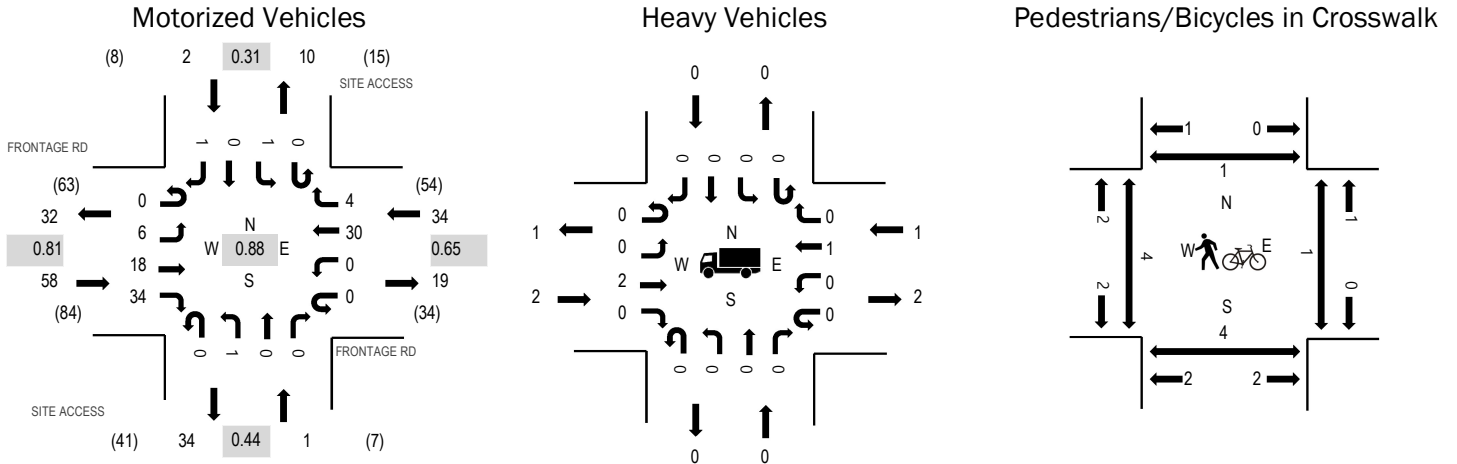 Motorized Vehicles
Heavy Vehicles
Pedestrians/Bicycles in Crosswalk
(8) 2 0.31 10 (15)
SITE ACCESS
FRONTAGE RD
1 0 1 0
(63)
32
0.81
58
(84)
0
6
18
34
N
W 0.88 E
S
4
30
0
0
(54)
34
0.65
19
(34)
0 1 0 0
FRONTAGE RD
SITE ACCESS
(41) 34 0.44 1 (7)
0 0
0 0 0 0
1
2
0
0
2
0
N
W E
S
0
1
0
0
1
2
0 0 0 0
0 0
1 0
1
2
2
4
N
W E
S
1
1
0
4
2 2